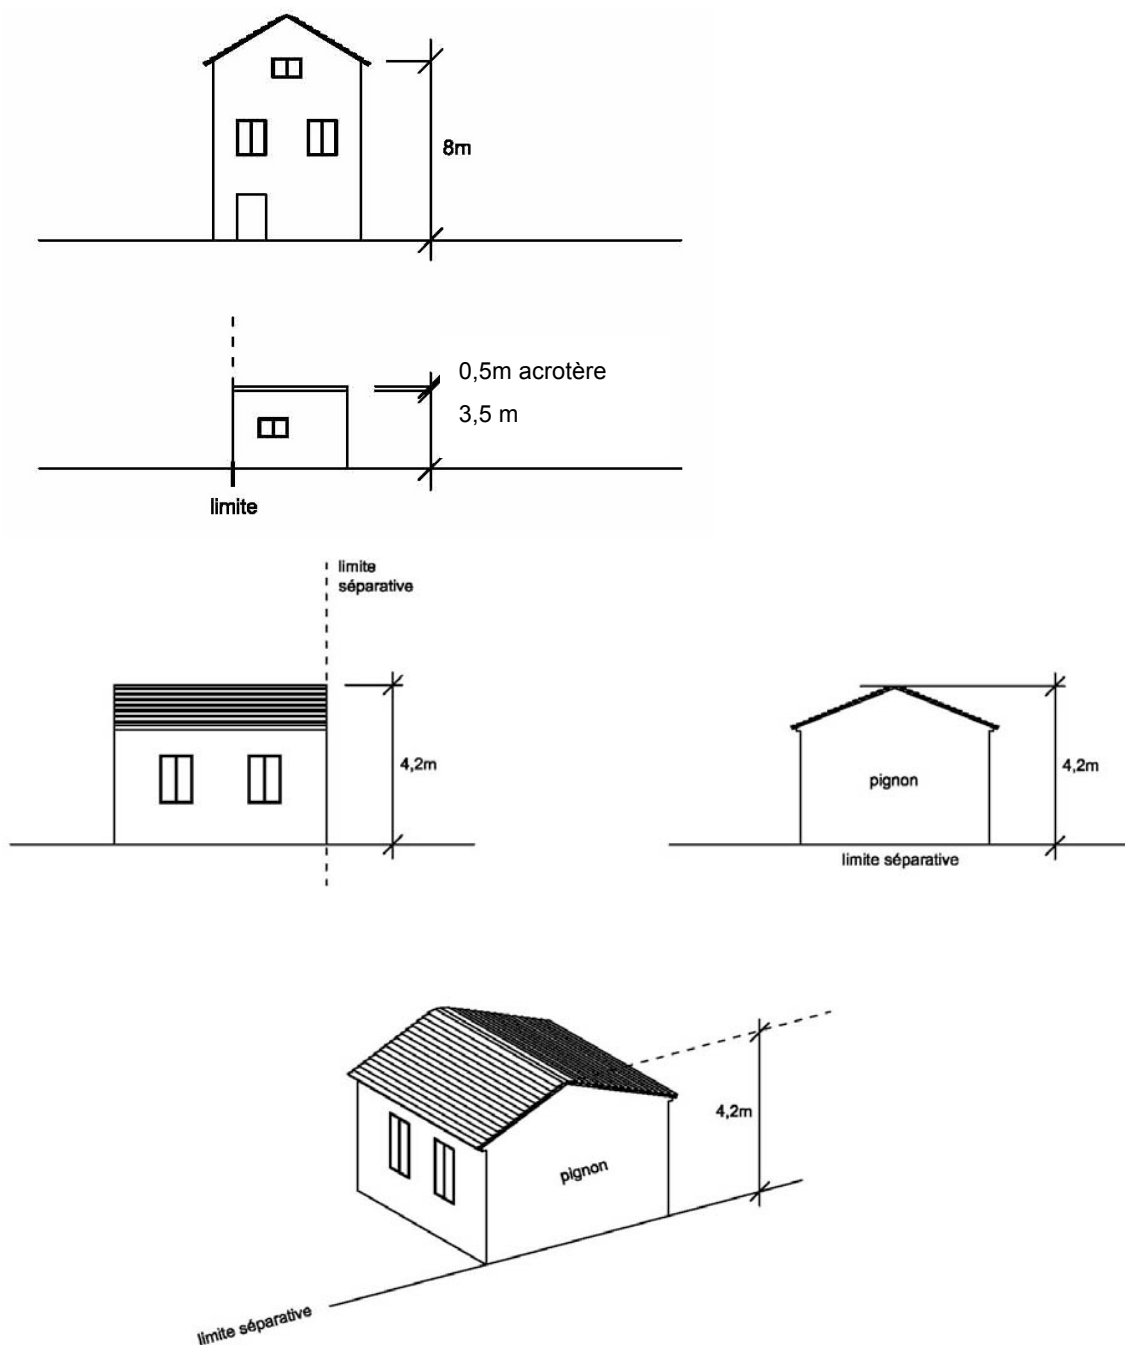 8m
0,5m acrotère
3,5 m
limite
limite
séparative
4,2m
pignon
4,2m
limite séparative
4,2m
pignon
limite séparative